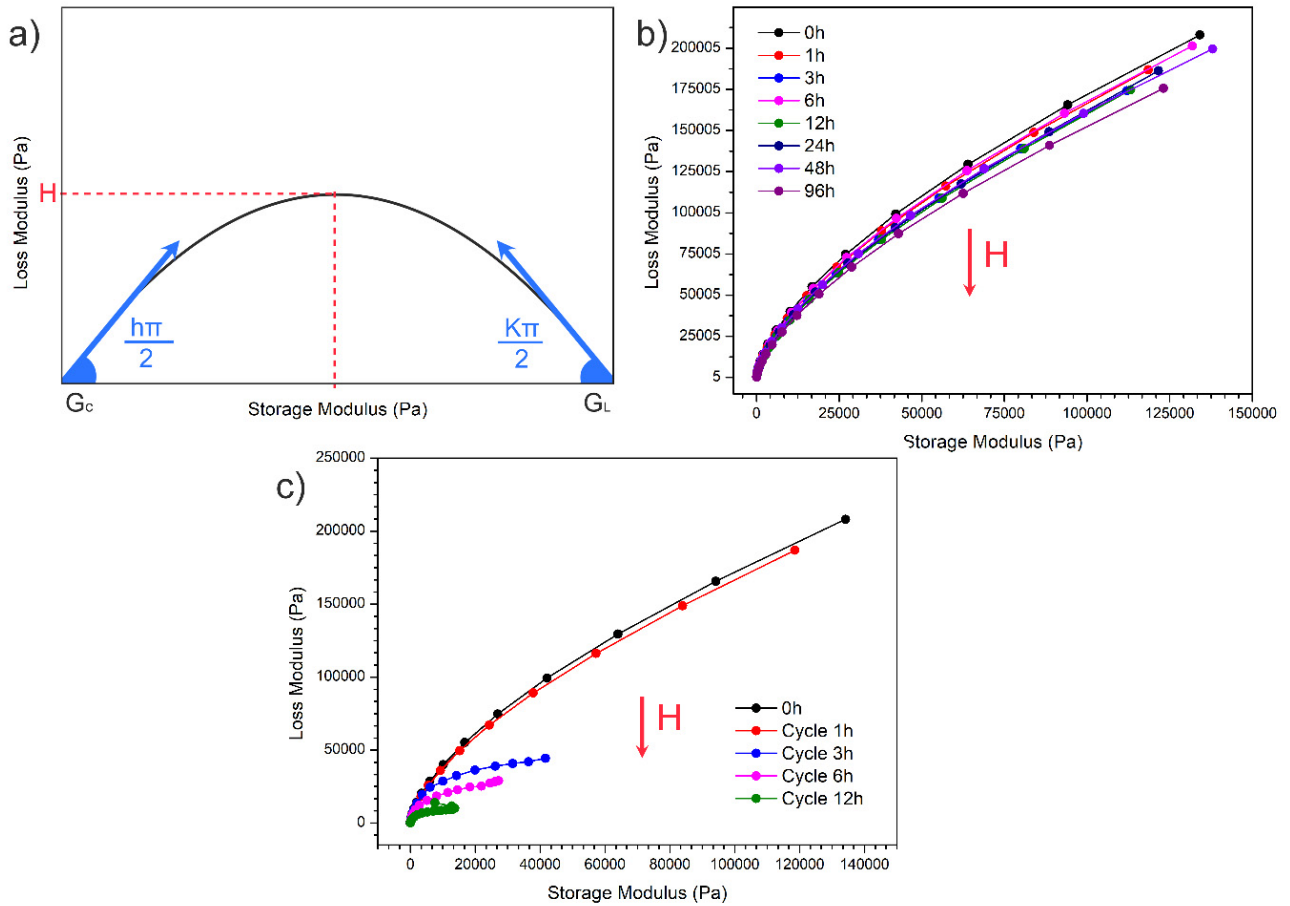 a)
Loss Modulus (Pa)
H
hπ
2
Kπ
2
Gc
Storage Modulus (Pa)
GL
b)
Loss Modulus (Pa)
200005
175005
150005
125005
100005
75005
50005
25005
5
0h
1h
3h
6h
12h
24h
48h
96h
H
0
25000
50000
75000
100000
125000
150000
Storage Modulus (Pa)
c)
Loss Modulus (Pa)
250000
200000
150000
100000
50000
0
H
0h
Cycle 1h
Cycle 3h
Cycle 6h
Cycle 12h
0
20000
40000
60000
80000
100000
120000
140000
Storage Modulus (Pa)